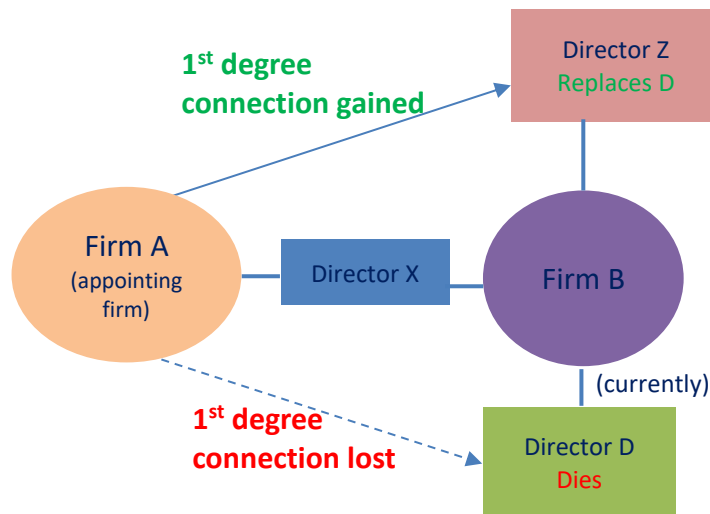 Director Z
Replaces D
1st degree
connection gained
Firm A
(appointing
firm)
Director X
Firm B
(currently)
1st degree
connection lost
Director D
Dies